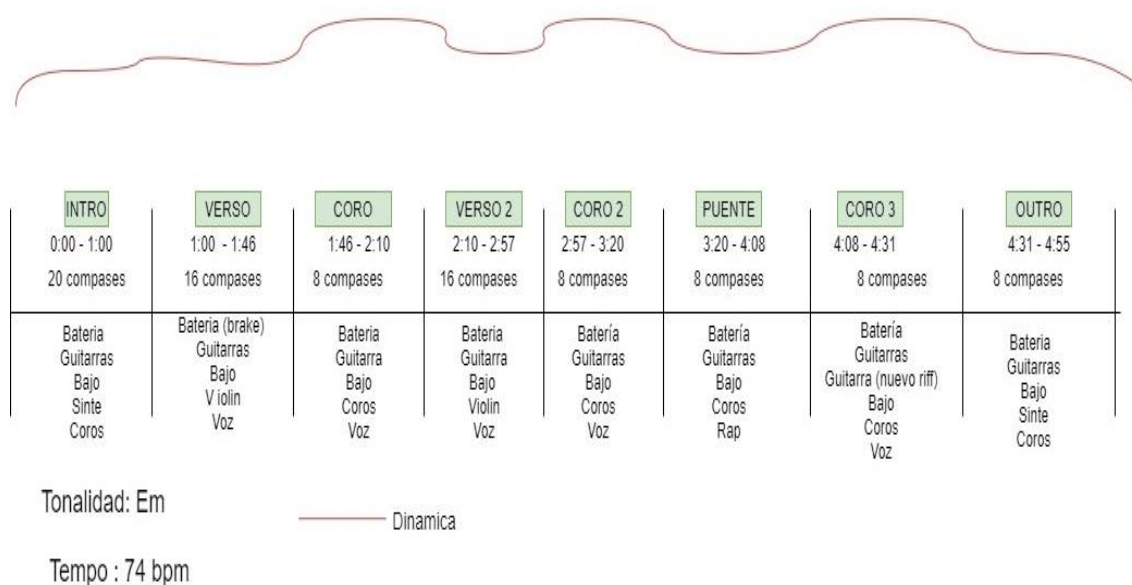 INTRO
0:00 - 1:00
20 compases
Bateria
Guitarras
Bajo
Sinte
Coros
VERSO
1:00 - 1:46
16 compases
Bateria (brake)
Guitarras
Bajo
V iolin
Voz
CORO
1:46 - 2:10
8 compases
Bateria
Guitarra
Bajo
Coros
Voz
VERSO 2
2:10 - 2:57
16 compases
Bateria
Guitarra
Bajo
Violin
Voz
CORO 2
2:57 - 3:20
8 compases
Batería
Guitarras
Bajo
Coros
Voz
PUENTE
3:20 - 4:08
8 compases
Batería
Guitarras
Bajo
Coros
Rap
CORO 3
4:08 - 4:31
8 compases
Batería
Guitarras
Guitarra (nuevo riff)
Bajo
Coros
Voz
OUTRO
4:31 - 4:55
8 compases
Bateria
Guitarras
Bajo
Sinte
Coros
Tonalidad: Em
Dinamica
Tempo : 74 bpm